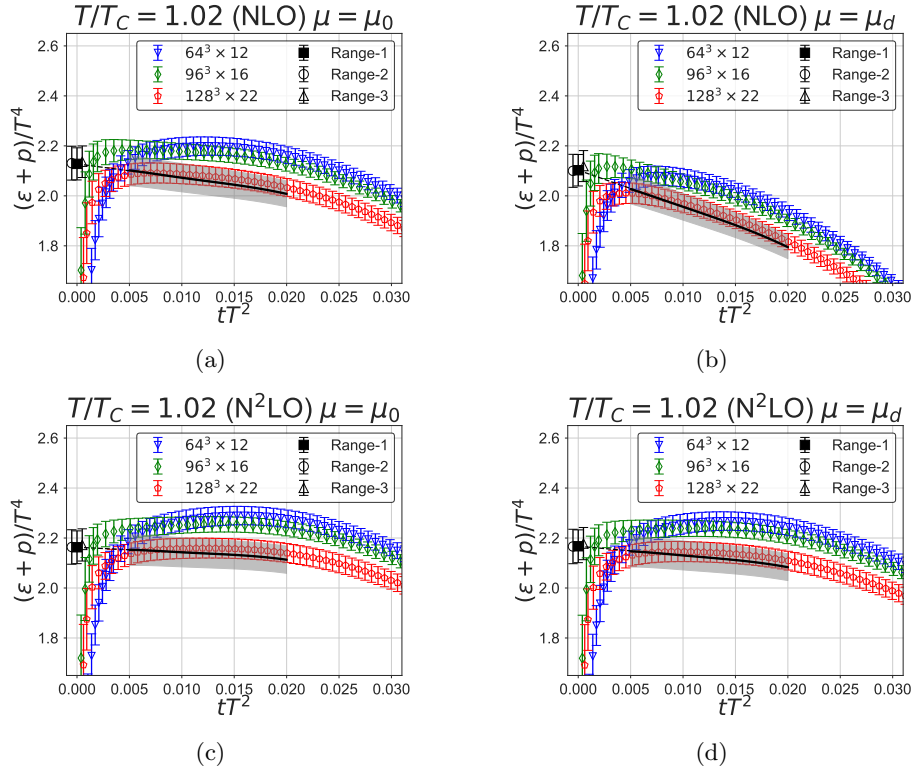 T/T_C = 1.02 (NLO) μ = μ_0
(ε + p)/T^4
2.6
2.4
2.2
2.0
1.8
64^3 × 12
96^3 × 16
128^3 × 22
Range-1
Range-2
Range-3
0.000 0.005 0.010 0.015 0.020 0.025 0.030
tT^2
(a)
T/T_C = 1.02 (NLO) μ = μ_d
(ε + p)/T^4
2.6
2.4
2.2
2.0
1.8
64^3 × 12
96^3 × 16
128^3 × 22
Range-1
Range-2
Range-3
0.000 0.005 0.010 0.015 0.020 0.025 0.030
tT^2
(b)
T/T_C = 1.02 (N^2LO) μ = μ_0
(ε + p)/T^4
2.6
2.4
2.2
2.0
1.8
64^3 × 12
96^3 × 16
128^3 × 22
Range-1
Range-2
Range-3
0.000 0.005 0.010 0.015 0.020 0.025 0.030
tT^2
(c)
T/T_C = 1.02 (N^2LO) μ = μ_d
(ε + p)/T^4
2.6
2.4
2.2
2.0
1.8
64^3 × 12
96^3 × 16
128^3 × 22
Range-1
Range-2
Range-3
0.000 0.005 0.010 0.015 0.020 0.025 0.030
tT^2
(d)